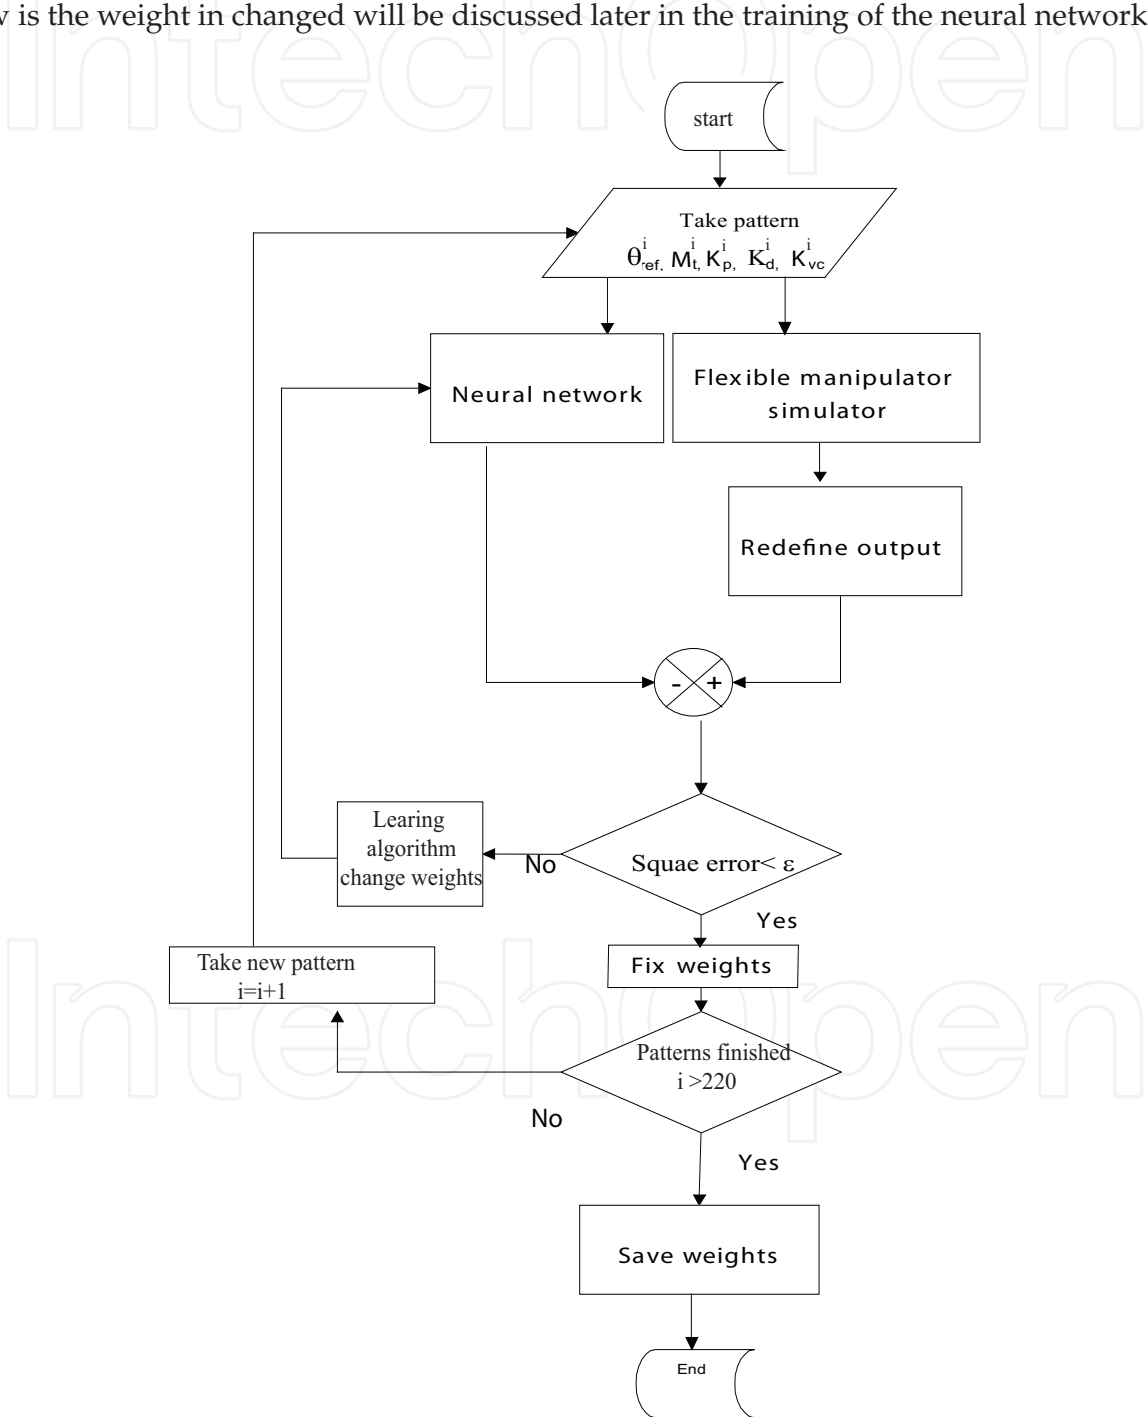 is the weight in changed will be discussed later in the training of the neural network
IntechOpen
start
Take pattern
θ^i_ref, M^i_t, K^i_p, K^i_d, K^i_vc
Neural network
Flexible manipulator
simulator
Redefine output
- +
Learing
algorithm
change weights
No
Squae error< ε
Yes
Take new pattern
i=i+1
Fix weights
IntechOpen
Patterns finished
i >220
No
Yes
Save weights
End